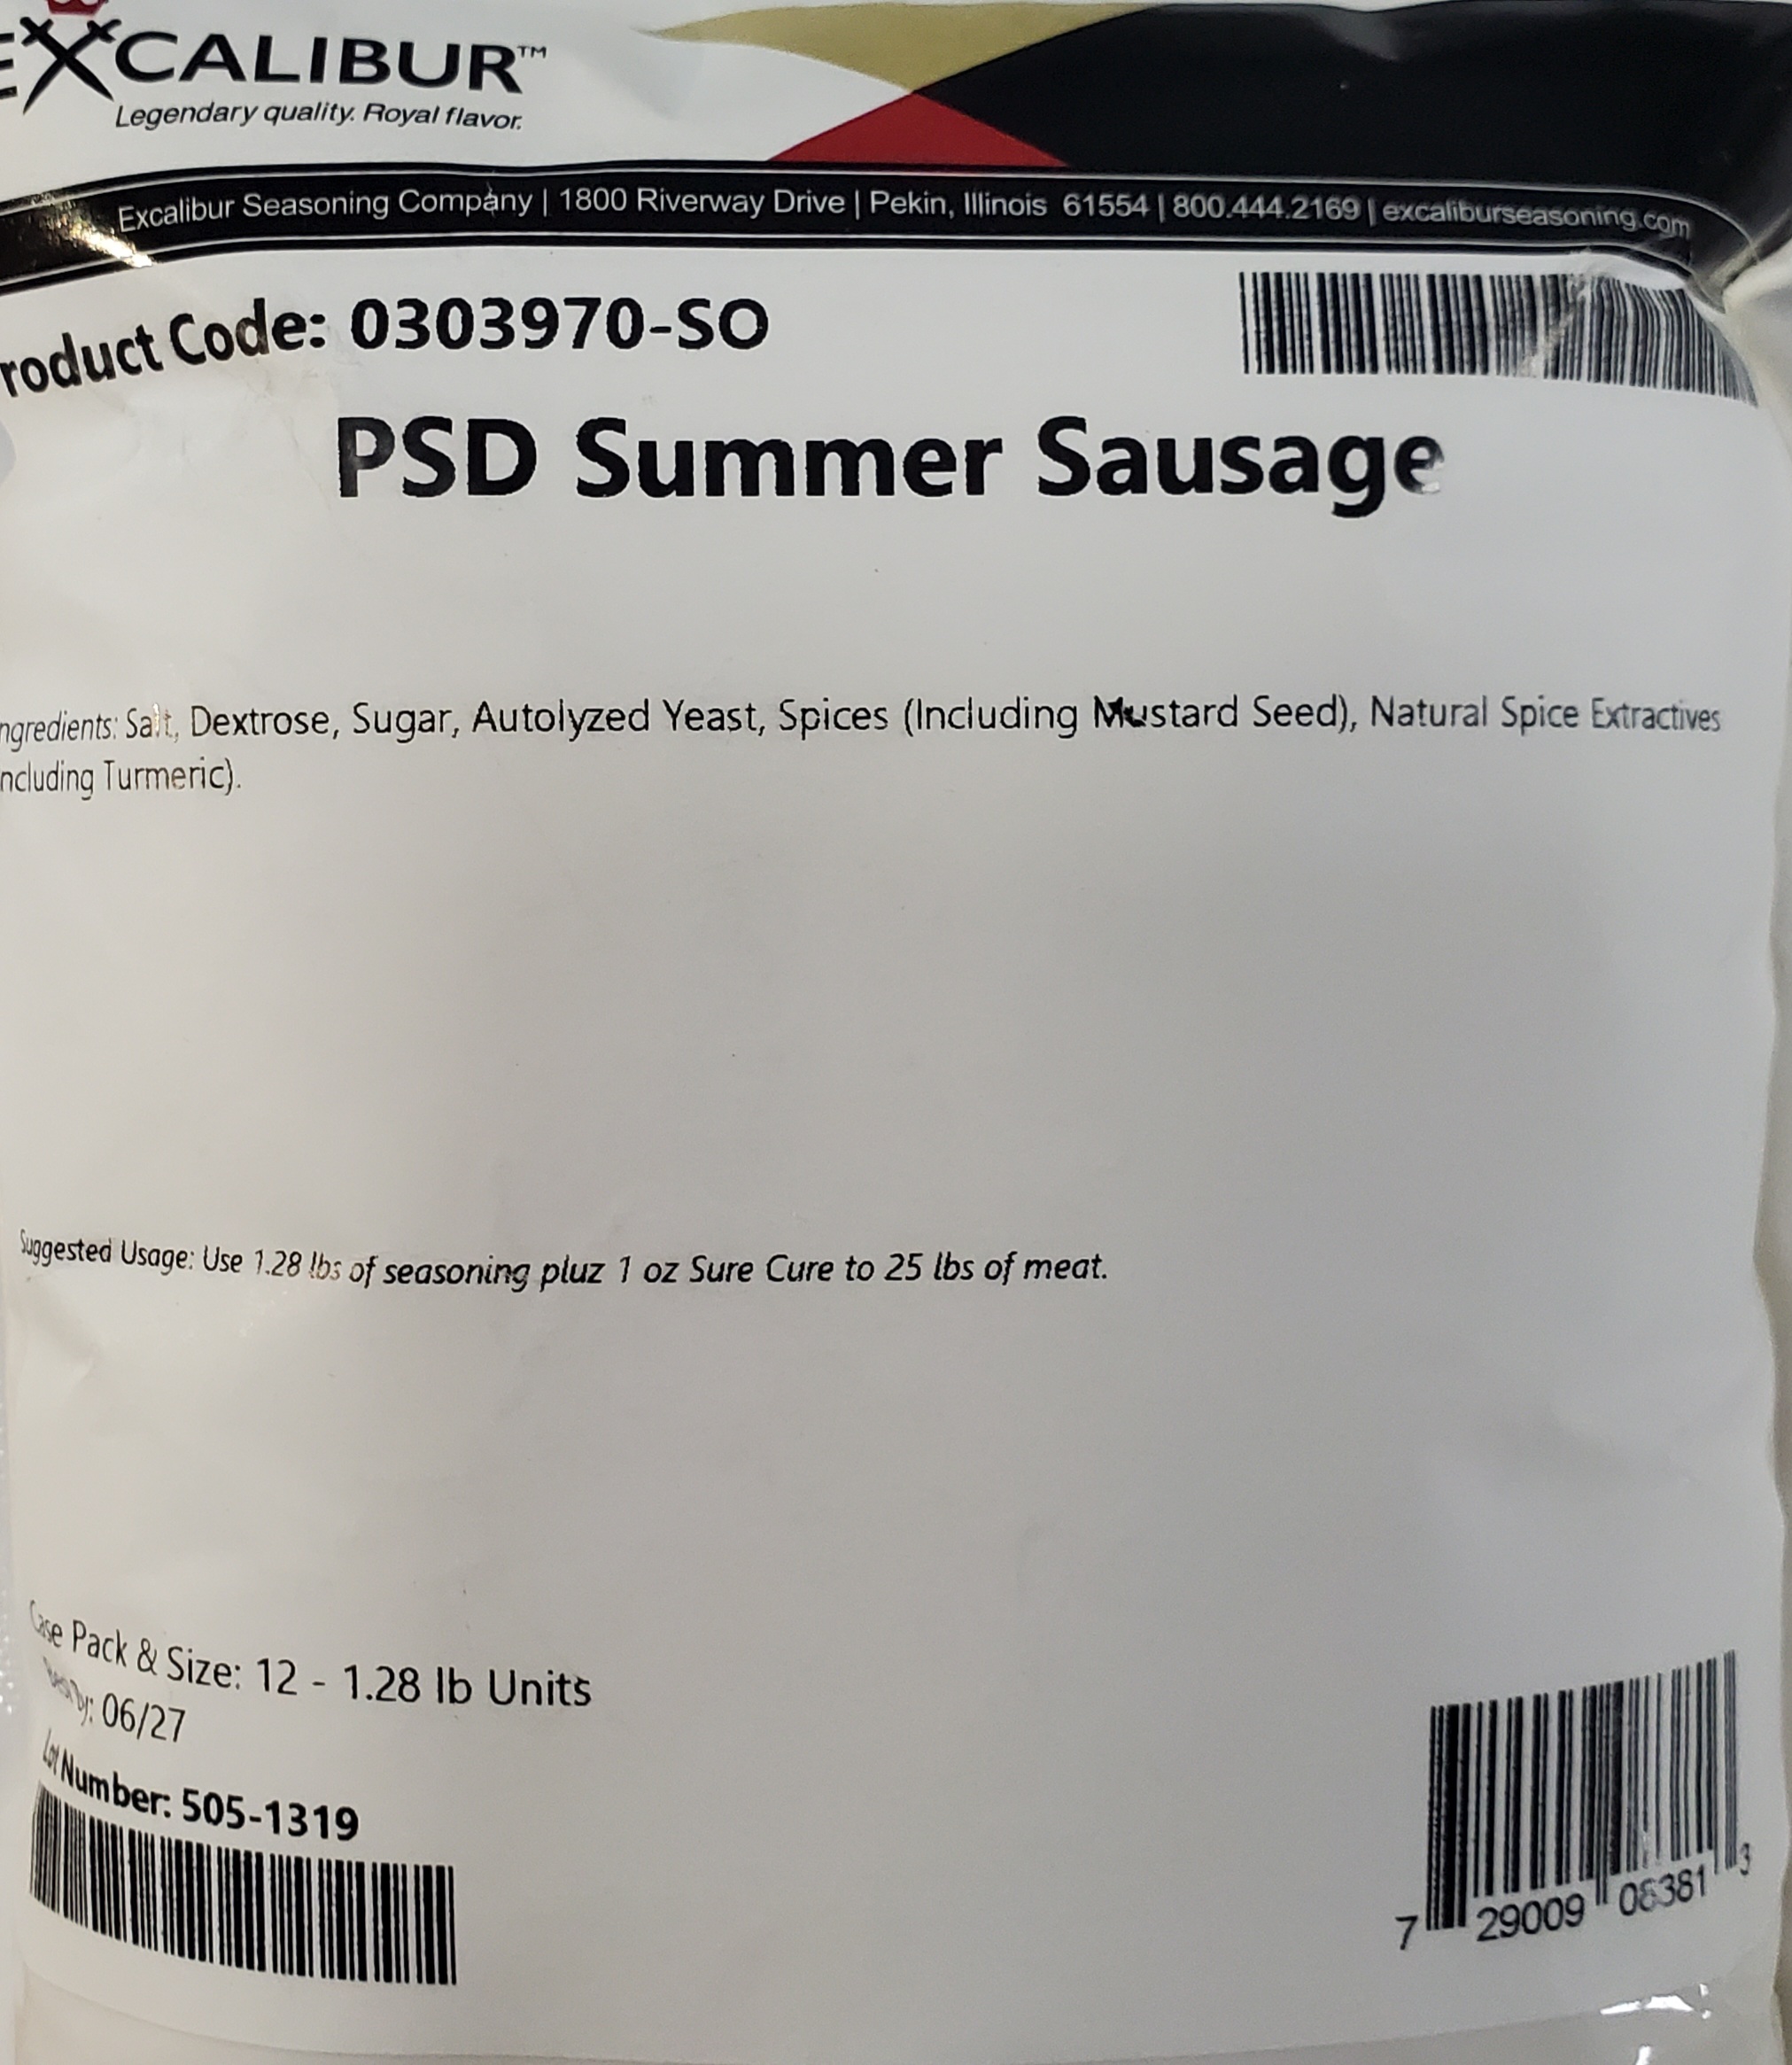 EXCALIBUR™
Legendary quality. Royal flavor.
Excalibur Seasoning Company | 1800 Riverway Drive | Pekin, Illinois 61554 | 800.444.2169 | excaliburseasoning.com
roduct Code: 0303970-SO
PSD Summer Sausage
ngredients: Salt, Dextrose, Sugar, Autolyzed Yeast, Spices (Including Mustard Seed), Natural Spice Extractives
ncluding Turmeric).
Suggested Usage: Use 1.28 lbs of seasoning pluz 1 oz Sure Cure to 25 lbs of meat.
Case Pack & Size: 12 - 1.28 lb Units
By: 06/27
Lot Number: 505-1319
7 29009 08381 3